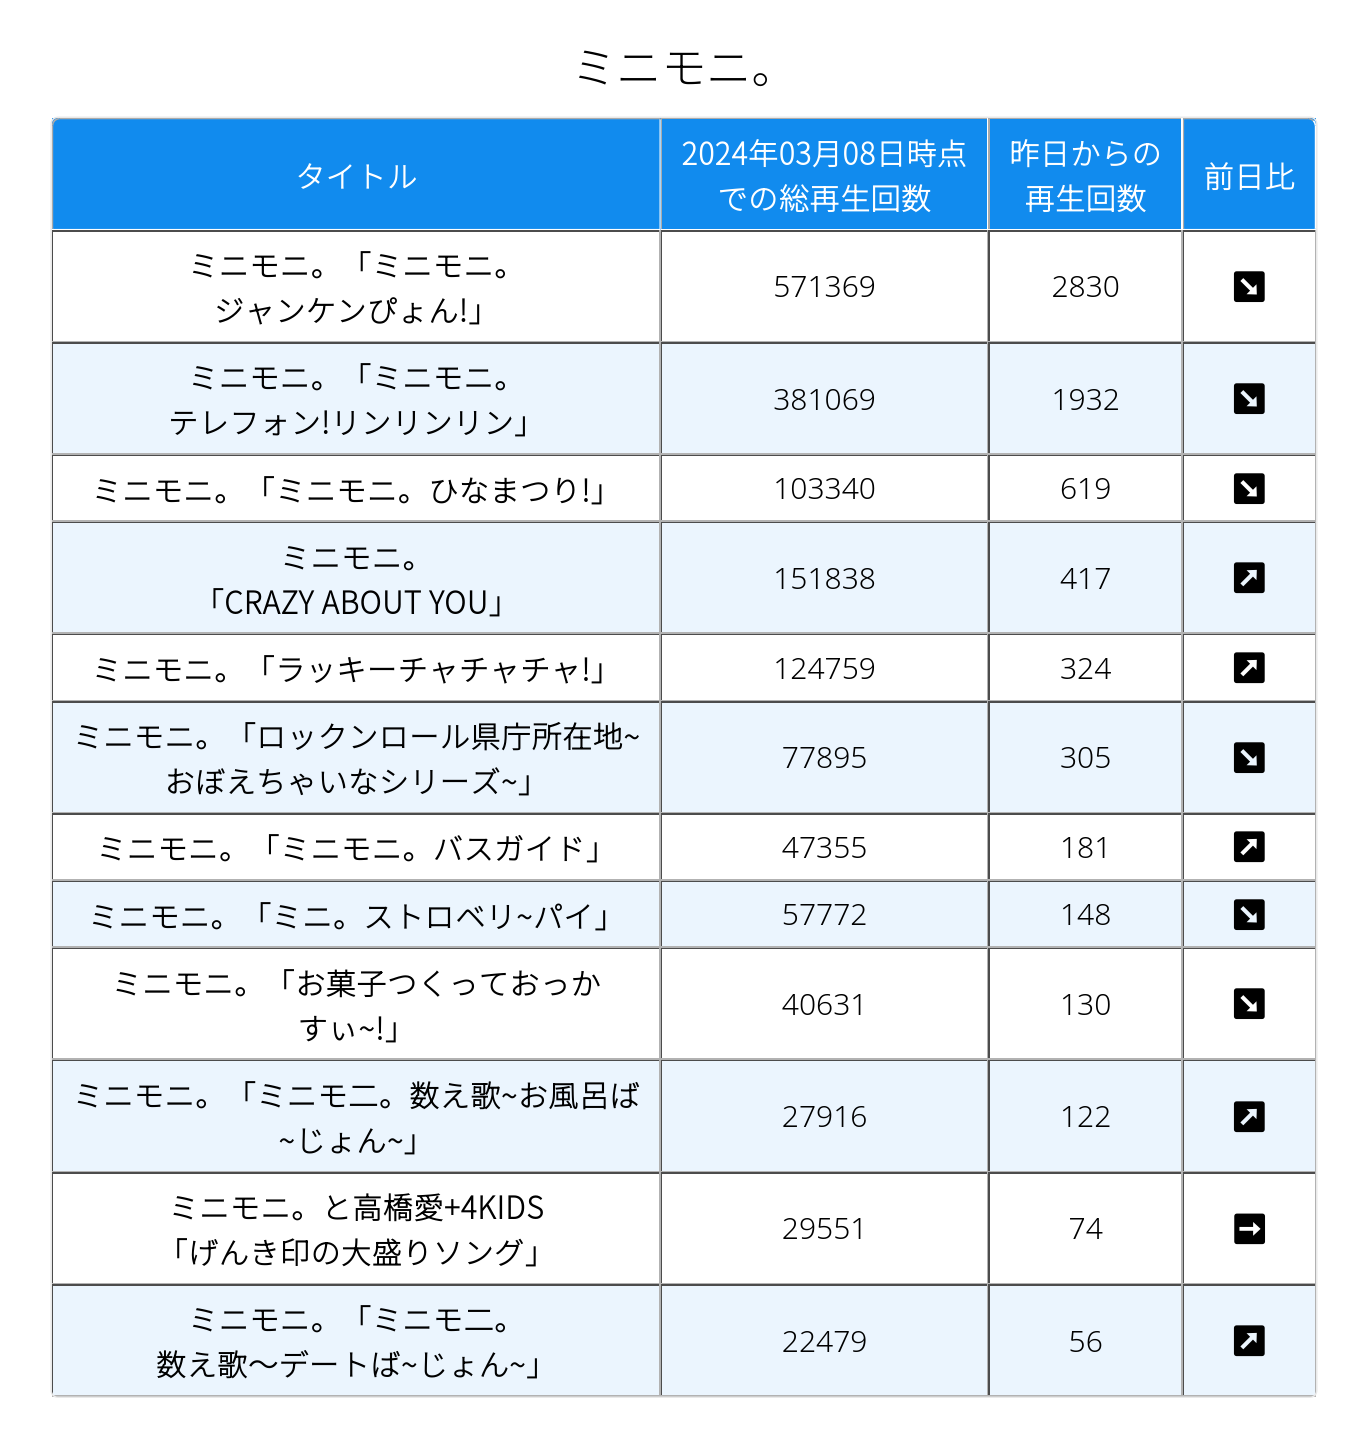 ミニモニ。
タイトル
2024年03月08日時点
での総再生回数
昨日からの
再生回数
前日比
ミニモニ。「ミニモニ。
ジャンケンぴょん!」
571369
2830
ミニモニ。「ミニモニ。
テレフォン!リンリンリン」
381069
1932
ミニモニ。「ミニモニ。ひなまつり!」
103340
619
ミニモニ。
「CRAZY ABOUT YOU」
151838
417
ミニモニ。「ラッキーチャチャチャ!」
124759
324
ミニモニ。「ロックンロール県庁所在地~
おぼえちゃいなシリーズ~」
77895
305
ミニモニ。「ミニモニ。バスガイド」
47355
181
ミニモニ。「ミニ。ストロベリ~パイ」
57772
148
ミニモニ。「お菓子つくっておっか
すぃ~!」
40631
130
ミニモニ。「ミニモ二。数え歌~お風呂ば
~じょん~」
27916
122
ミニモニ。と高橋愛+4KIDS
「げんき印の大盛りソング」
29551
74
ミニモニ。「ミニモ二。
数え歌〜デートば~じょん~」
22479
56